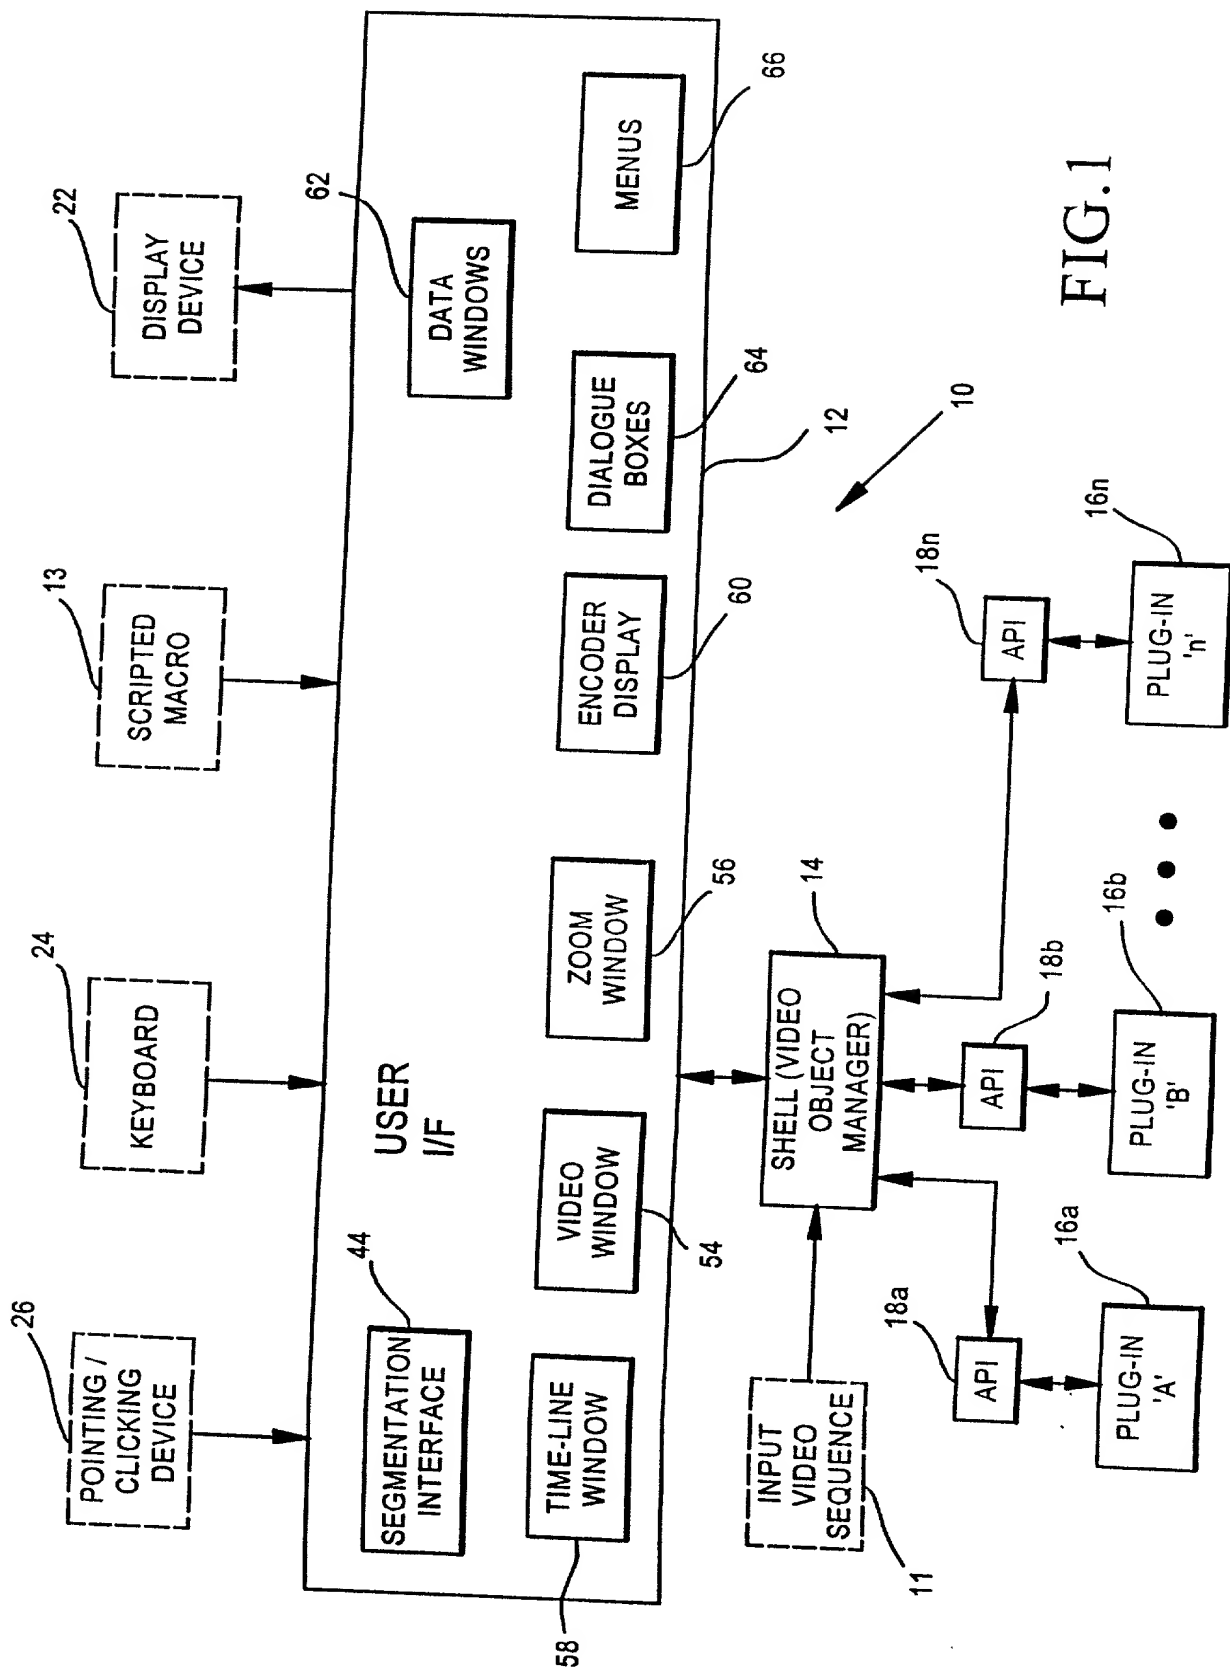 26
POINTING /
CLICKING
DEVICE
24
KEYBOARD
13
SCRIPTED
MACRO
22
DISPLAY
DEVICE
44
SEGMENTATION
INTERFACE
USER
I/F
62
DATA
WINDOWS
58
TIME-LINE
WINDOW
VIDEO
WINDOW
54
ZOOM
WINDOW
56
ENCODER
DISPLAY
60
DIALOGUE
BOXES
64
MENUS
66
12
INPUT
VIDEO
SEQUENCE
11
SHELL (VIDEO
OBJECT
MANAGER)
14
10
18a
API
18b
API
18n
API
16a
PLUG-IN
'A'
16b
PLUG-IN
'B'
16n
PLUG-IN
'n'
FIG.1